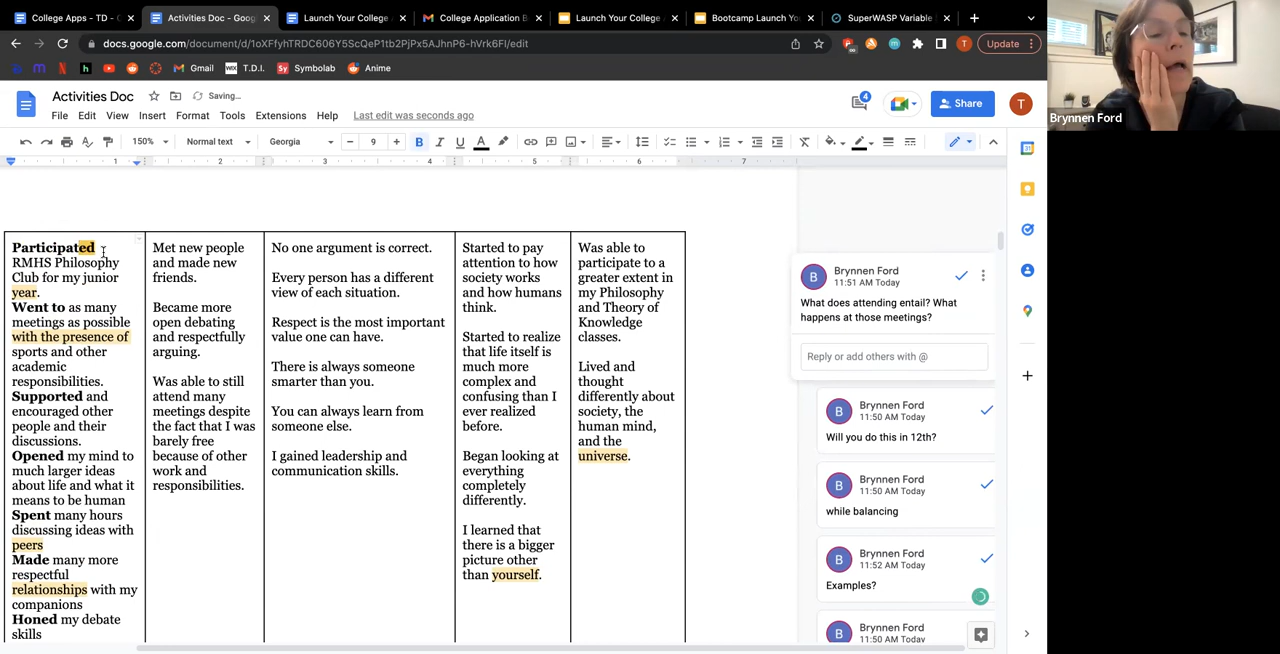 College Apps - TD - G
Activities Doc - Goog
Launch Your College
College Application B
Launch Your College
Bootcamp Launch Yo
SuperWASP Variable
docs.google.com/document/d/1oXFfyhTRDC606Y5ScQeP1tb2PjPx5AJhnP6-hVrk6FI/edit
T
Update
Gmail
T.D.I.
Symbolab
Anime
Activities Doc
Saving...
File Edit View Insert Format Data Tools Extensions Help
Last edit was seconds ago
4
Share
T
150%
Normal text
Georgia
9
B I U A
1 2 3 4 5 6 7
Participated
RMHS Philosophy
Club for my junior
year.
Went to as many
meetings as possible
with the presence of
sports and other
academic
responsibilities.
Supported and
encouraged other
people and their
discussions.
Opened my mind to
much larger ideas
about life and what it
means to be human
Spent many hours
discussing ideas with
peers
Made many more
respectful
relationships with my
companions
Honed my debate
skills
Met new people
and made new
friends.
Became more
open debating
and respectfully
arguing.
Was able to still
attend many
meetings despite
the fact that I was
barely free
because of other
work and
responsibilities.
No one argument is correct.
Every person has a different
view of each situation.
Respect is the most important
value one can have.
There is always someone
smarter than you.
You can always learn from
someone else.
I gained leadership and
communication skills.
Started to pay
attention to how
society works
and how humans
think.
Started to realize
that life itself is
much more
complex and
confusing than I
ever realized
before.
Began looking at
everything
completely
differently.
I learned that
there is a bigger
picture other
than yourself.
Was able to
participate to a
greater extent in
my Philosophy
and Theory of
Knowledge
classes.
Lived and
thought
differently about
society, the
human mind,
and the
universe.
B
Brynnen Ford
11:51 AM Today
What does attending entail? What
happens at those meetings?
Reply or add others with @
B
Brynnen Ford
11:50 AM Today
Will you do this in 12th?
B
Brynnen Ford
11:50 AM Today
while balancing
B
Brynnen Ford
11:52 AM Today
Examples?
B
Brynnen Ford
11:50 AM Today
Brynnen Ford